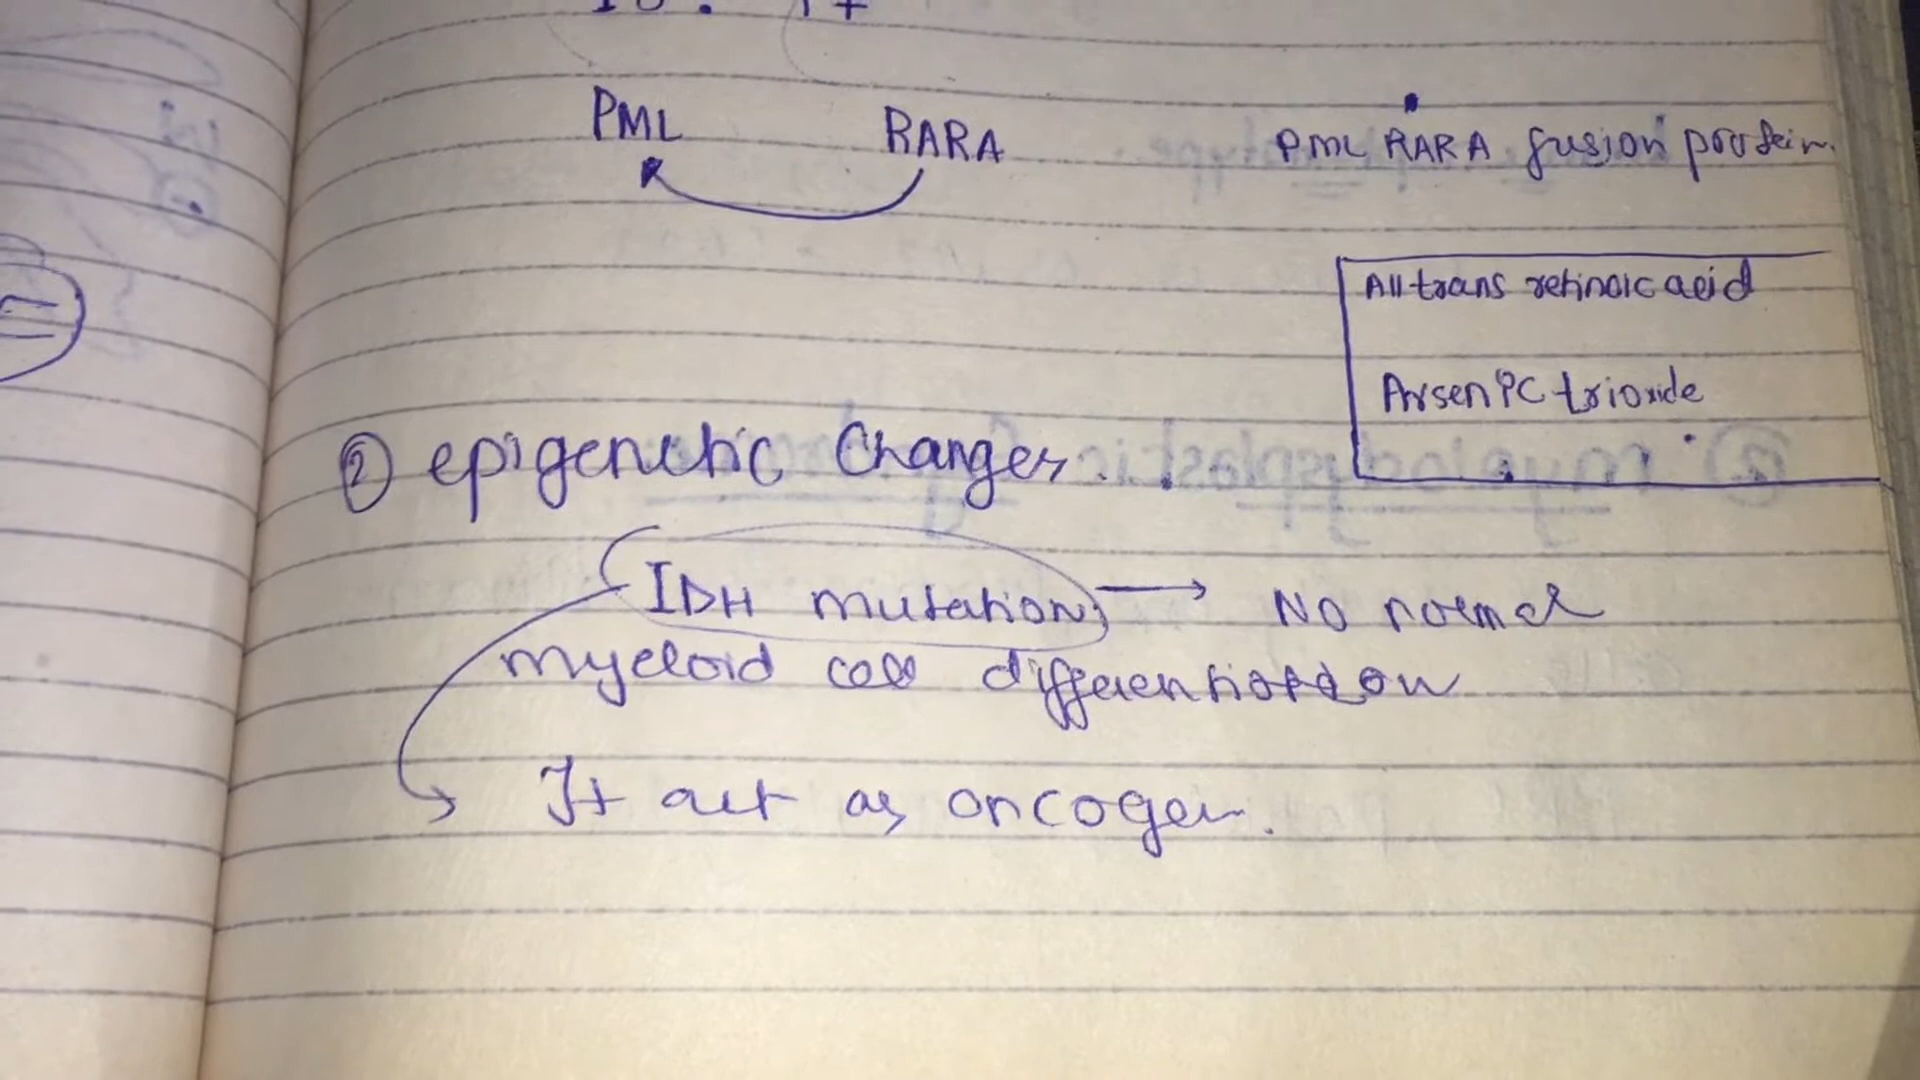 PML RARA PML RARA fusion protein.
All trans retinoic acid
Arsenic trioxide
② epigenetic Changes.
IDH mutation, → No normal
myeloid cell differentiation
It act as oncogen.